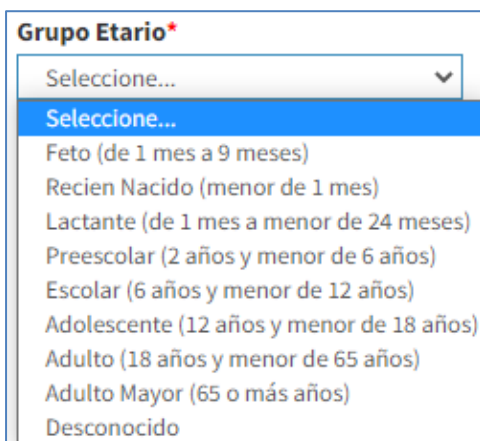 Grupo Etario*
Seleccione...
Seleccione...
Feto (de 1 mes a 9 meses)
Recien Nacido (menor de 1 mes)
Lactante (de 1 mes a menor de 24 meses)
Preescolar (2 años y menor de 6 años)
Escolar (6 años y menor de 12 años)
Adolescente (12 años y menor de 18 años)
Adulto (18 años y menor de 65 años)
Adulto Mayor (65 o más años)
Desconocido